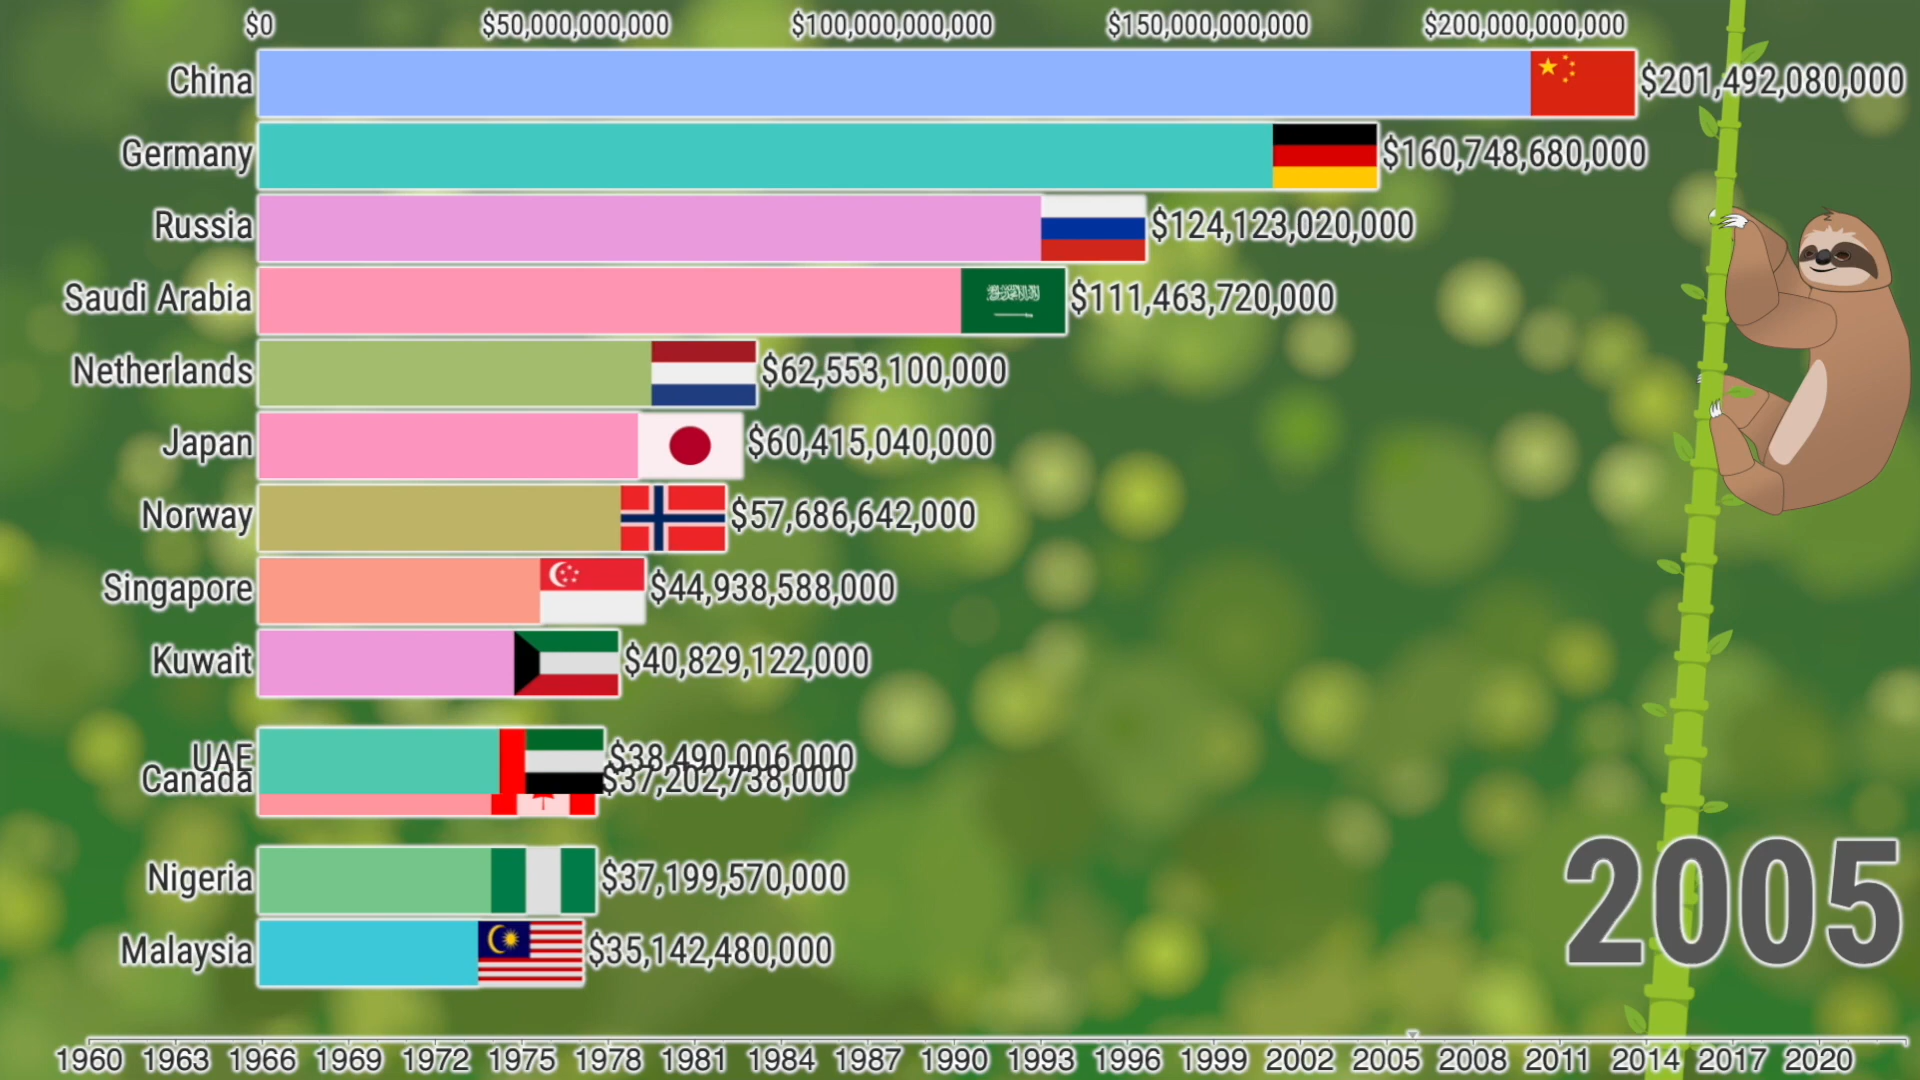 $0 $50,000,000,000 $100,000,000,000 $150,000,000,000 $200,000,000,000
China $201,492,080,000
Germany $160,748,680,000
Russia $124,123,020,000
Saudi Arabia $111,463,720,000
Netherlands $62,553,100,000
Japan $60,415,040,000
Norway $57,686,642,000
Singapore $44,938,588,000
Kuwait $40,829,122,000
UAE $38,490,006,000
Canada $37,202,738,000
Nigeria $37,199,570,000
Malaysia $35,142,480,000
2005
1960 1963 1966 1969 1972 1975 1978 1981 1984 1987 1990 1993 1996 1999 2002 2005 2008 2011 2014 2017 2020